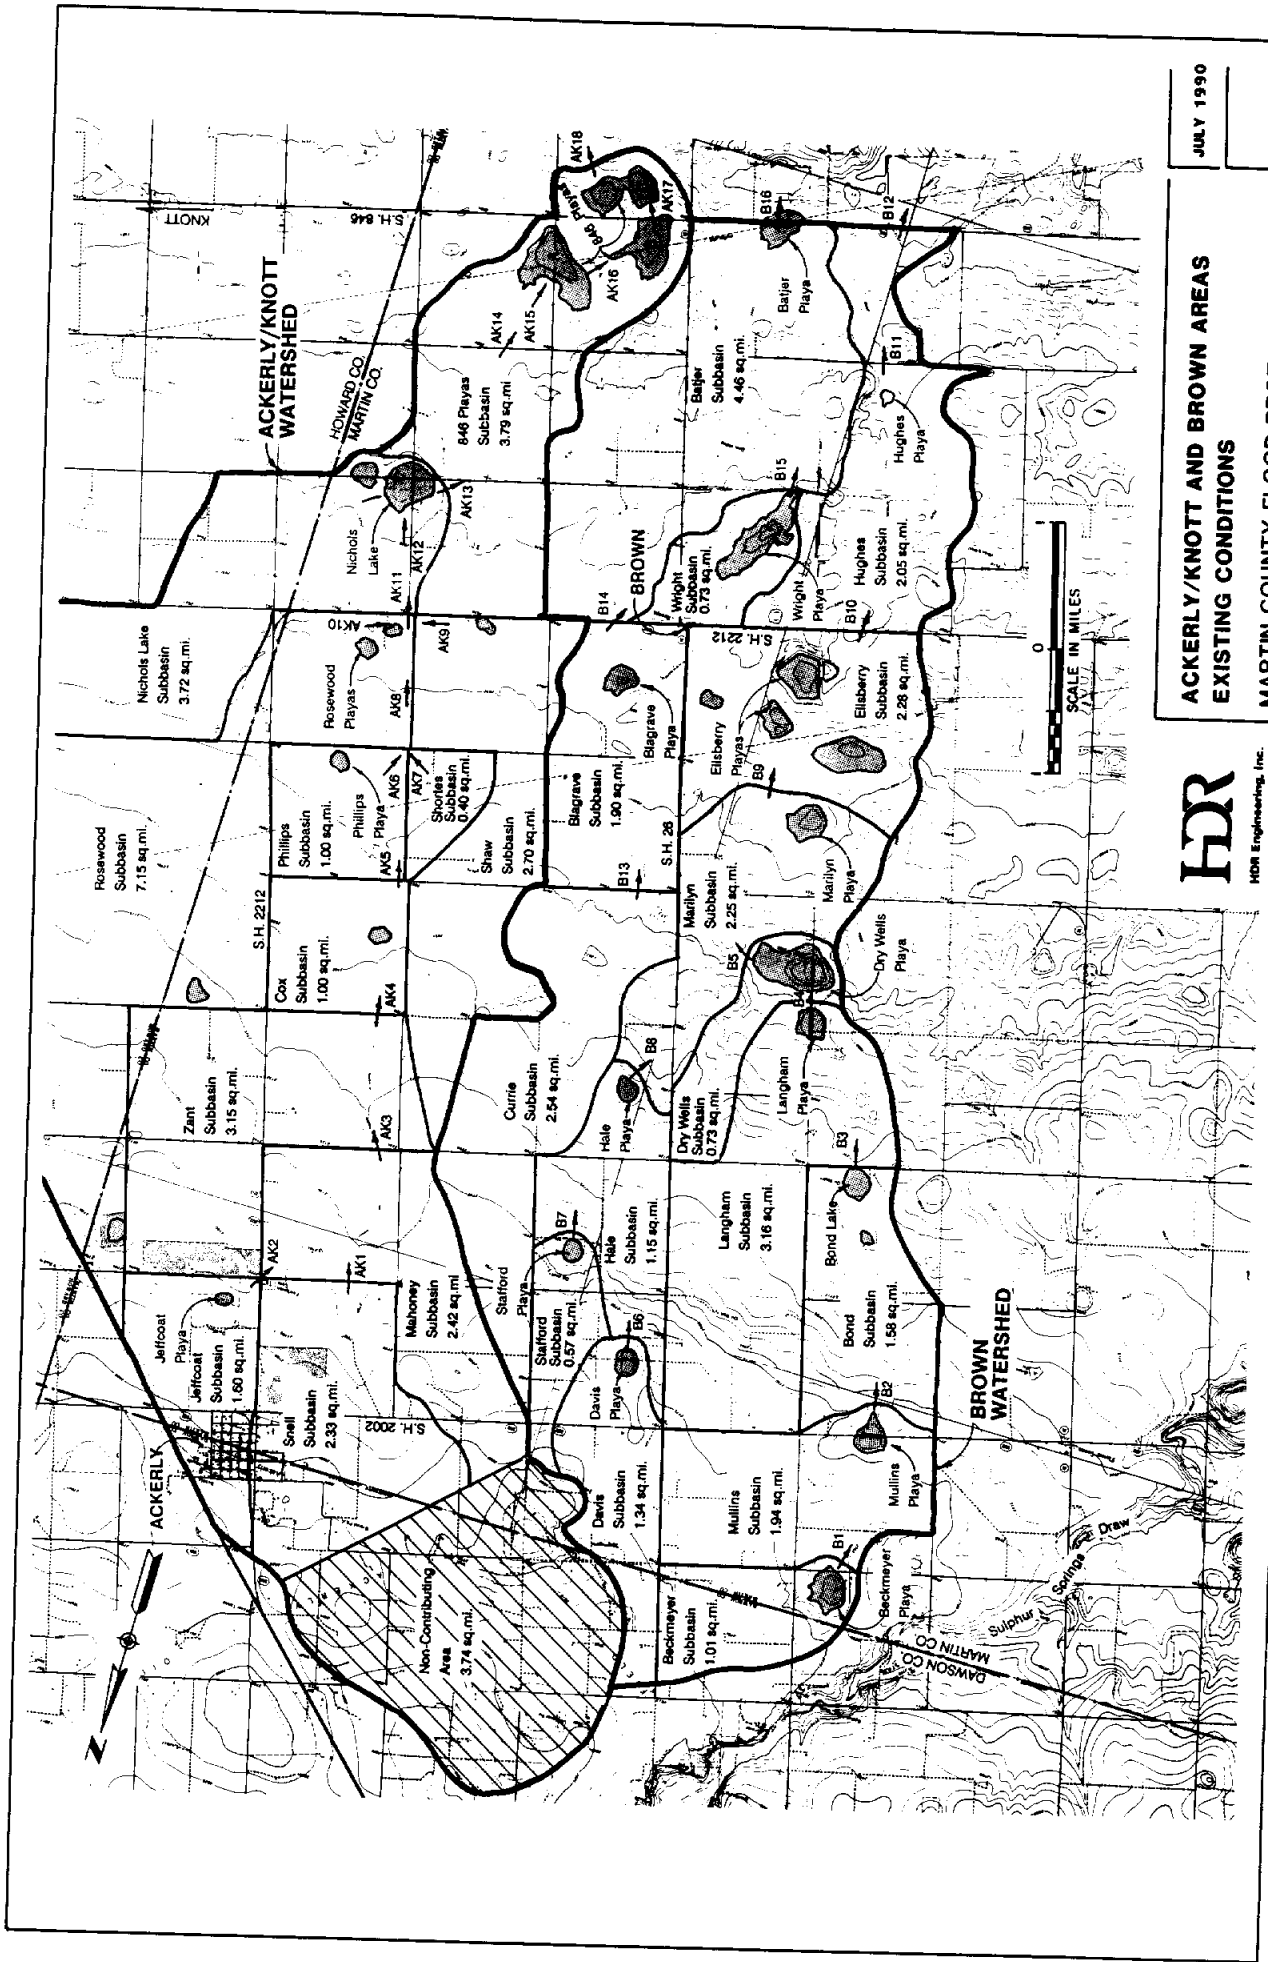 ACKERLY/KNOTT
WATERSHED
HOWARD CO.
MARTIN CO.
KNOTT
S.H. 846
AK18
846 Playas
AK17
AK16
AK15
AK14
846 Playas
Subbasin
3.79 sq.mi.
Nichols
Lake
AK13
AK12
AK11
AK10
AK9
Nichols Lake
Subbasin
3.72 sq.mi.
Rosewood
Playas
AK8
Rosewood
Subbasin
7.15 sq.mi.
Phillips
Subbasin
1.00 sq.mi.
Phillips
Playa
AK6
AK7
Shortes
Subbasin
0.40 sq.mi.
AK5
Shaw
Subbasin
2.70 sq.mi.
S.H. 2212
Cox
Subbasin
1.00 sq.mi.
AK4
Zant
Subbasin
3.15 sq.mi.
AK3
AK2
AK1
Mahoney
Subbasin
2.42 sq.mi
Jeffcoat
Playa
Jeffcoat
Subbasin
1.60 sq.mi.
Snell
Subbasin
2.33 sq.mi.
S.H. 2002
ACKERLY
N
Non-Contributing
Area
3.74 sq.mi.
B16
B12
Batjer
Playa
Batjer
Subbasin
4.46 sq.mi.
B11
Hughes
Playa
Hughes
Subbasin
2.05 sq.mi.
B15
Wright
Subbasin
0.73 sq.mi.
Wright
Playa
B14
BROWN
S.H. 2212
B10
Blagrave
Playa
Blagrave
Subbasin
1.90 sq.mi.
Ellsberry
Playas
Ellsberry
Subbasin
2.28 sq.mi.
B9
S.H. 26
B13
Marilyn
Subbasin
2.25 sq.mi.
Marilyn
Playa
B5
Dry Wells
Playa
B4
Langham
Playa
Dry Wells
Subbasin
0.73 sq.mi.
Currie
Subbasin
2.54 sq.mi.
Hale
Playa
B8
B3
Bond Lake
Langham
Subbasin
3.16 sq.mi.
Hale
Subbasin
1.15 sq.mi.
B7
Stafford
Playa
Stafford
Subbasin
0.57 sq.mi.
B6
Davis
Playa
Bond
Subbasin
1.58 sq.mi.
B2
BROWN
WATERSHED
Mullins
Playa
Mullins
Subbasin
1.94 sq.mi.
Davis
Subbasin
1.34 sq.mi.
B1
Beckmeyer
Playa
Beckmeyer
Subbasin
1.01 sq.mi.
Sulphur Springs Draw
DAWSON CO.
MARTIN CO
1 0 1
SCALE IN MILES
HDR
HDR Engineering, Inc.
ACKERLY/KNOTT AND BROWN AREAS
EXISTING CONDITIONS
MARTIN COUNTY FLOOD
JULY 1990